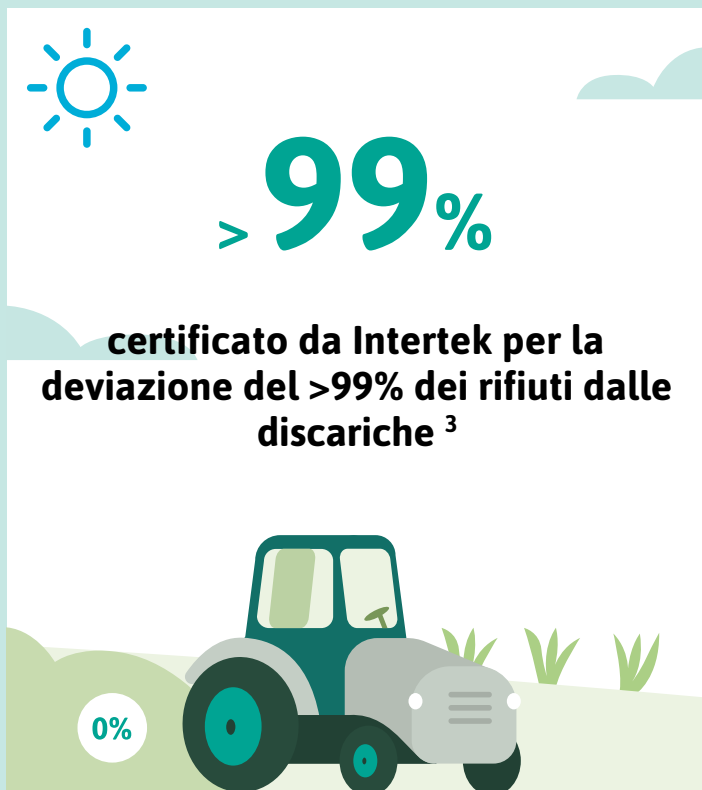 > 99%
certificato da Intertek per la
deviazione del >99% dei rifiuti dalle
discariche ³
0%